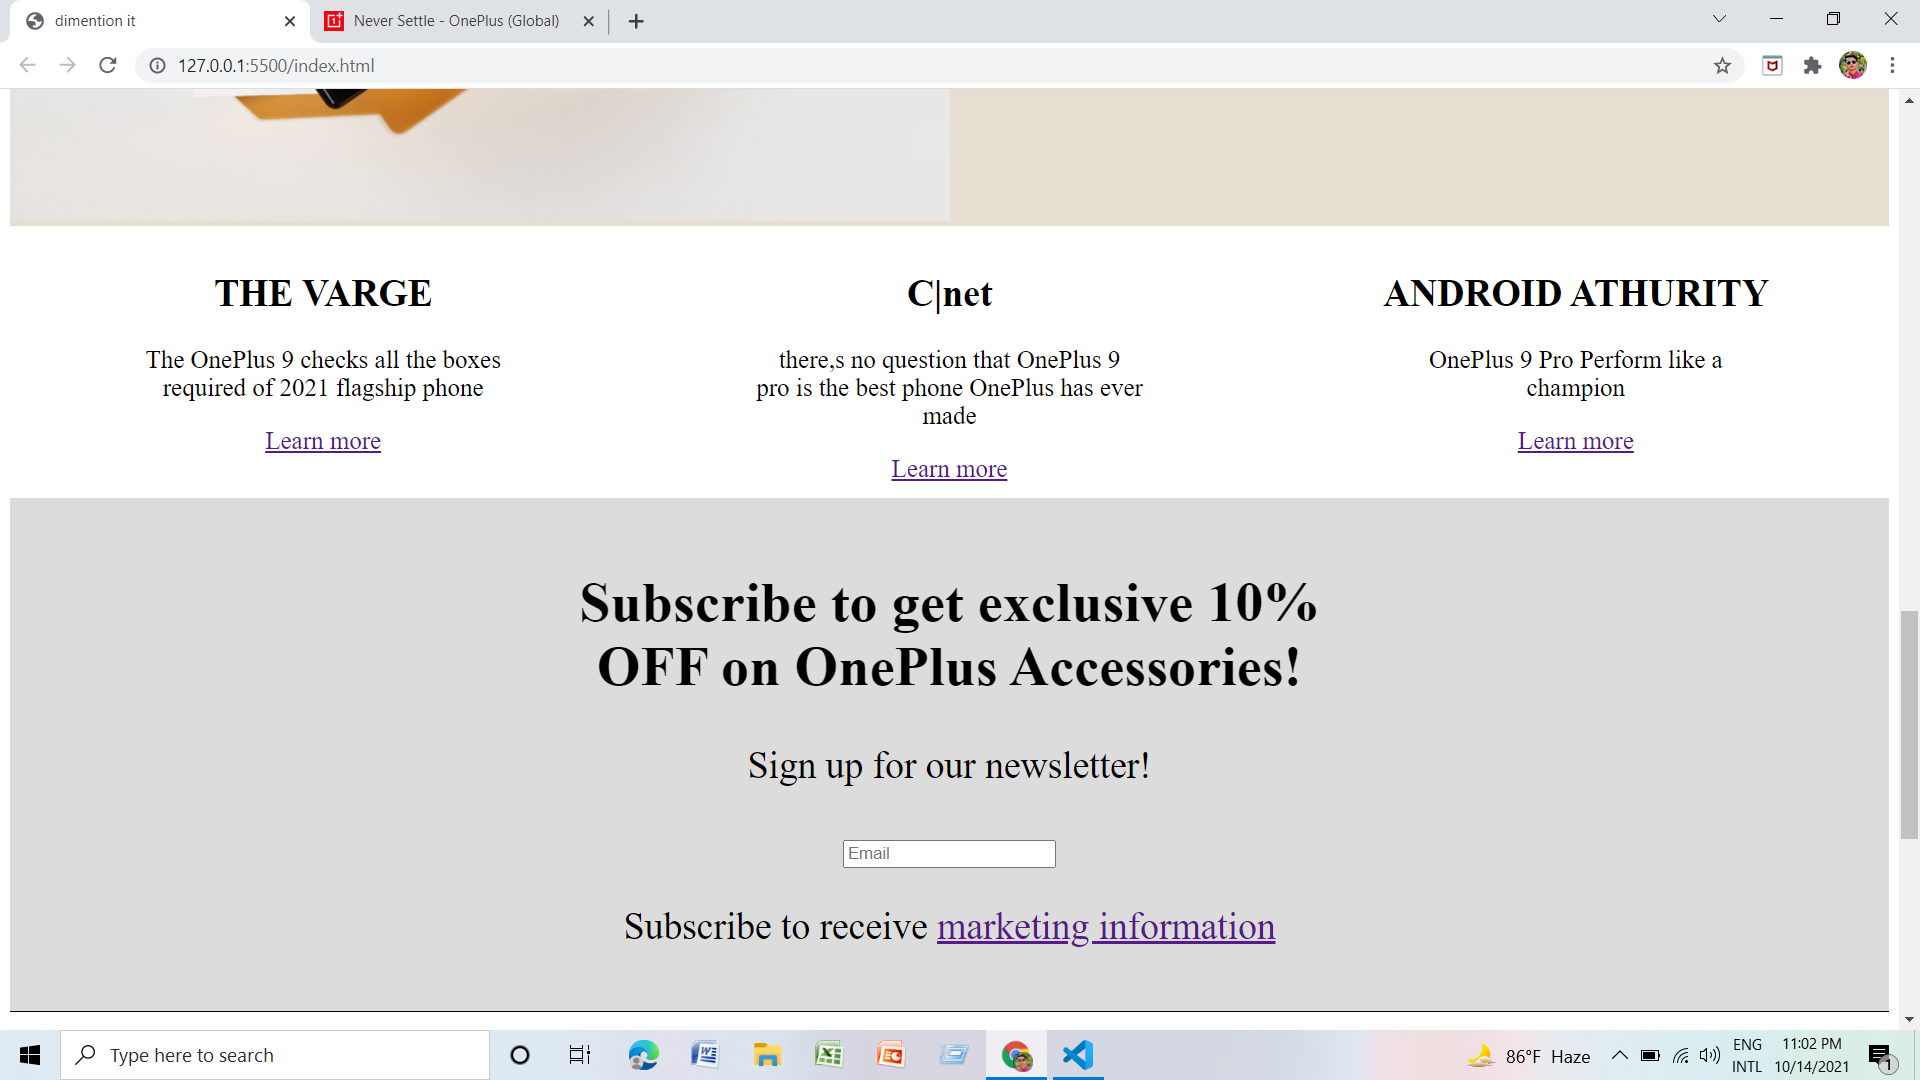 dimention it
Never Settle - OnePlus (Global)
127.0.0.1:5500/index.html
THE VARGE
The OnePlus 9 checks all the boxes
required of 2021 flagship phone
Learn more
C|net
there,s no question that OnePlus 9
pro is the best phone OnePlus has ever
made
Learn more
ANDROID ATHURITY
OnePlus 9 Pro Perform like a
champion
Learn more
Subscribe to get exclusive 10%
OFF on OnePlus Accessories!
Sign up for our newsletter!
Email
Subscribe to receive marketing information
Type here to search
86°F Haze
ENG
INTL
11:02 PM
10/14/2021
1